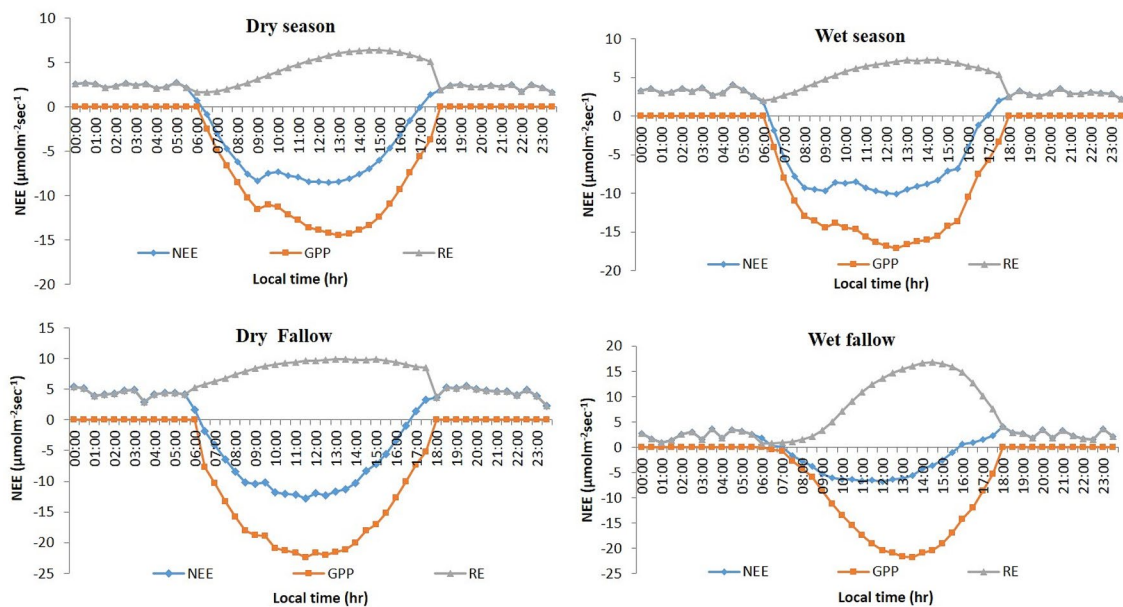 Dry season
10
5
0
-5
-10
-15
-20
NEE (µmolm⁻²sec⁻¹)
00:00 01:00 02:00 03:00 04:00 05:00 06:00 07:00 08:00 09:00 10:00 11:00 12:00 13:00 14:00 15:00 16:00 17:00 18:00 19:00 20:00 21:00 22:00 23:00
NEE GPP RE
Local time (hr)
Wet season
10
5
0
-5
-10
-15
-20
NEE (µmolm⁻²sec⁻¹)
00:00 01:00 02:00 03:00 04:00 05:00 06:00 07:00 08:00 09:00 10:00 11:00 12:00 13:00 14:00 15:00 16:00 17:00 18:00 19:00 20:00 21:00 22:00 23:00
NEE GPP RE
Local time (hr)
Dry Fallow
15
10
5
0
-5
-10
-15
-20
-25
NEE (µmolm⁻²sec⁻¹)
00:00 01:00 02:00 03:00 04:00 05:00 06:00 07:00 08:00 09:00 10:00 11:00 12:00 13:00 14:00 15:00 16:00 17:00 18:00 19:00 20:00 21:00 22:00 23:00
NEE GPP RE
Local time (hr)
Wet fallow
20
15
10
5
0
-5
-10
-15
-20
-25
NEE (µmolm⁻²sec⁻¹)
00:00 01:00 02:00 03:00 04:00 05:00 06:00 07:00 08:00 09:00 10:00 11:00 12:00 13:00 14:00 15:00 16:00 17:00 18:00 19:00 20:00 21:00 22:00 23:00
NEE GPP RE
Local time (hr)